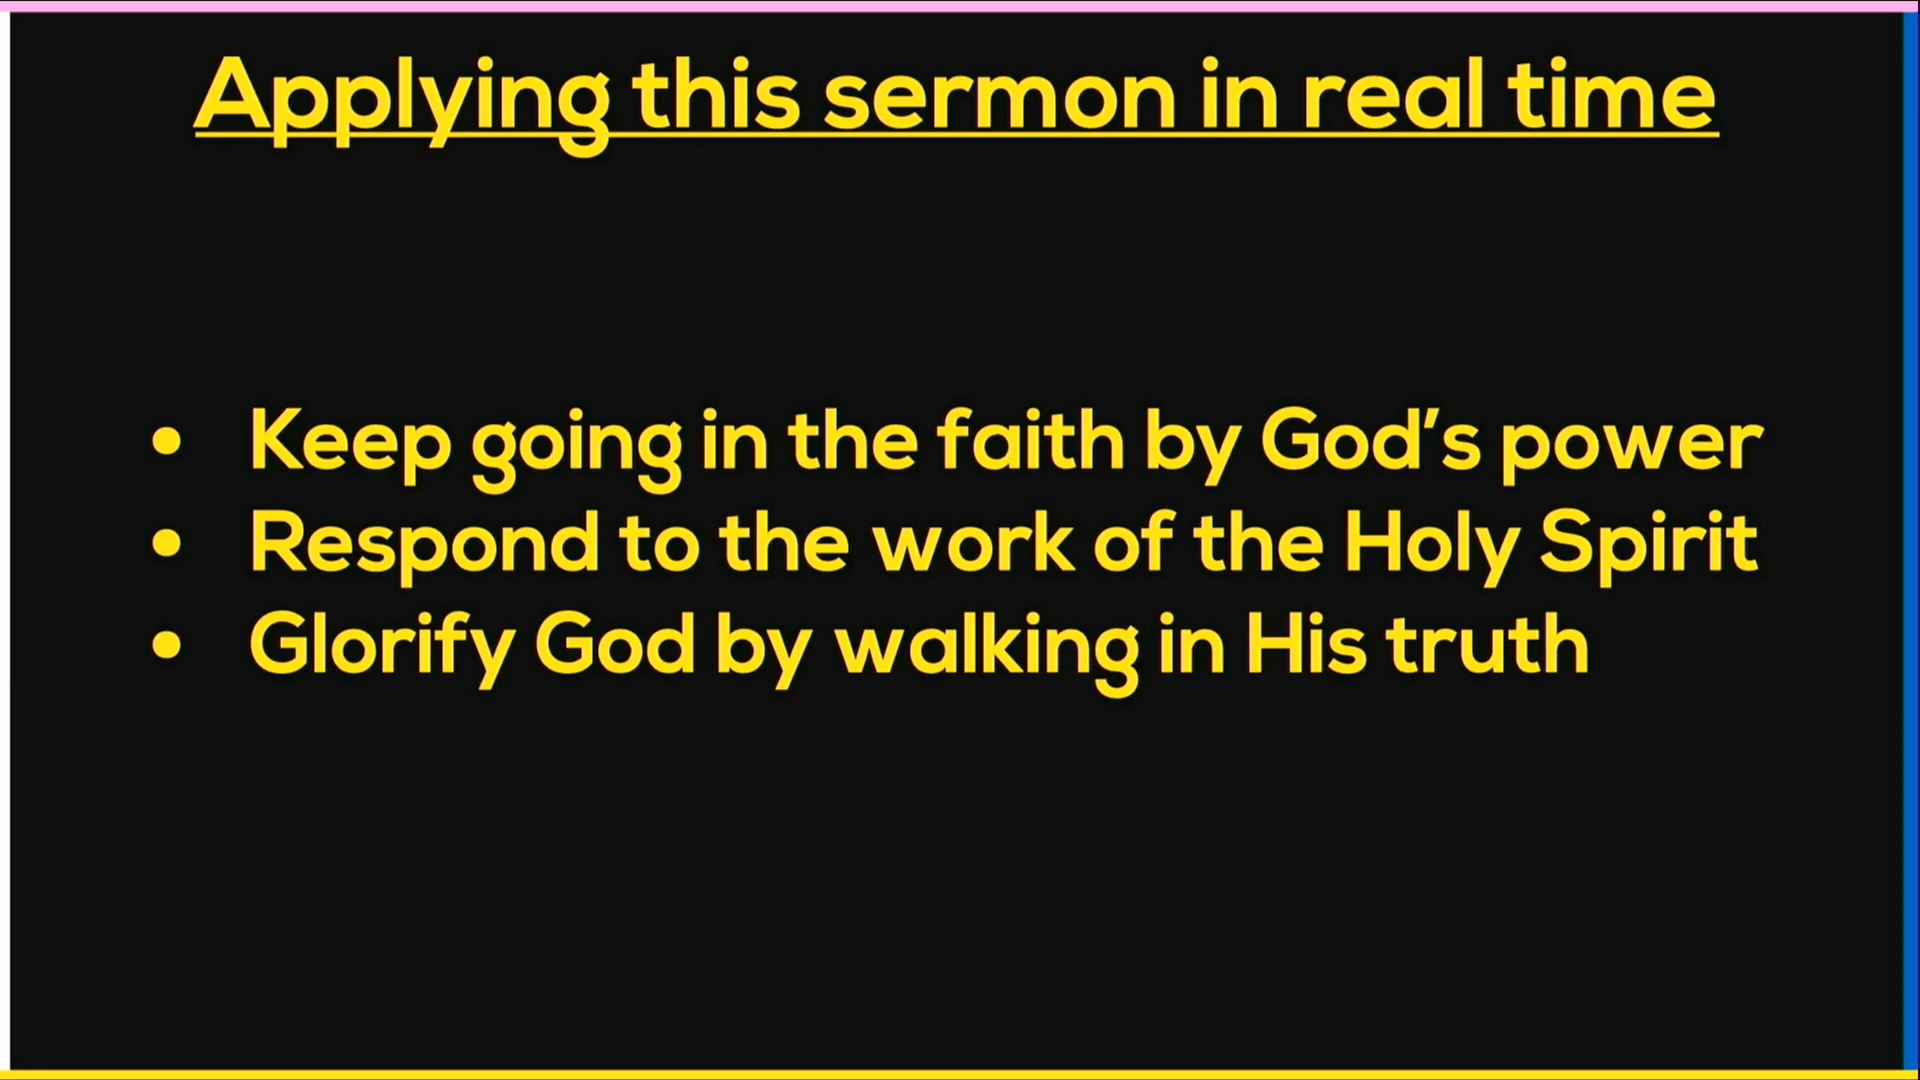 Applying this sermon in real time
• Keep going in the faith by God’s power
• Respond to the work of the Holy Spirit
• Glorify God by walking in His truth